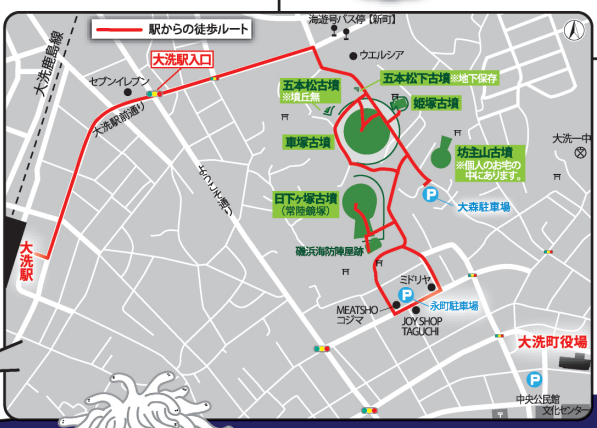 駅からの徒歩ルート
海遊号バス停【新町】
ウエルシア
大洗鹿島線
セブンイレブン
大洗駅入口
大洗駅前通り
五本松古墳
※墳丘無
五本松下古墳※地下保存
姫塚古墳
車塚古墳
坊主山古墳
※個人のお宅の
中にあります。
大洗一中
ようこそ通り
日下ヶ塚古墳
(常陸鏡塚)
P
大森駐車場
大洗駅
磯浜海防陣屋跡
ミドリヤ
P
永町駐車場
MEATSHO
コジマ
JOY SHOP
TAGUCHI
大洗町役場
P
中央公民館
文化センター